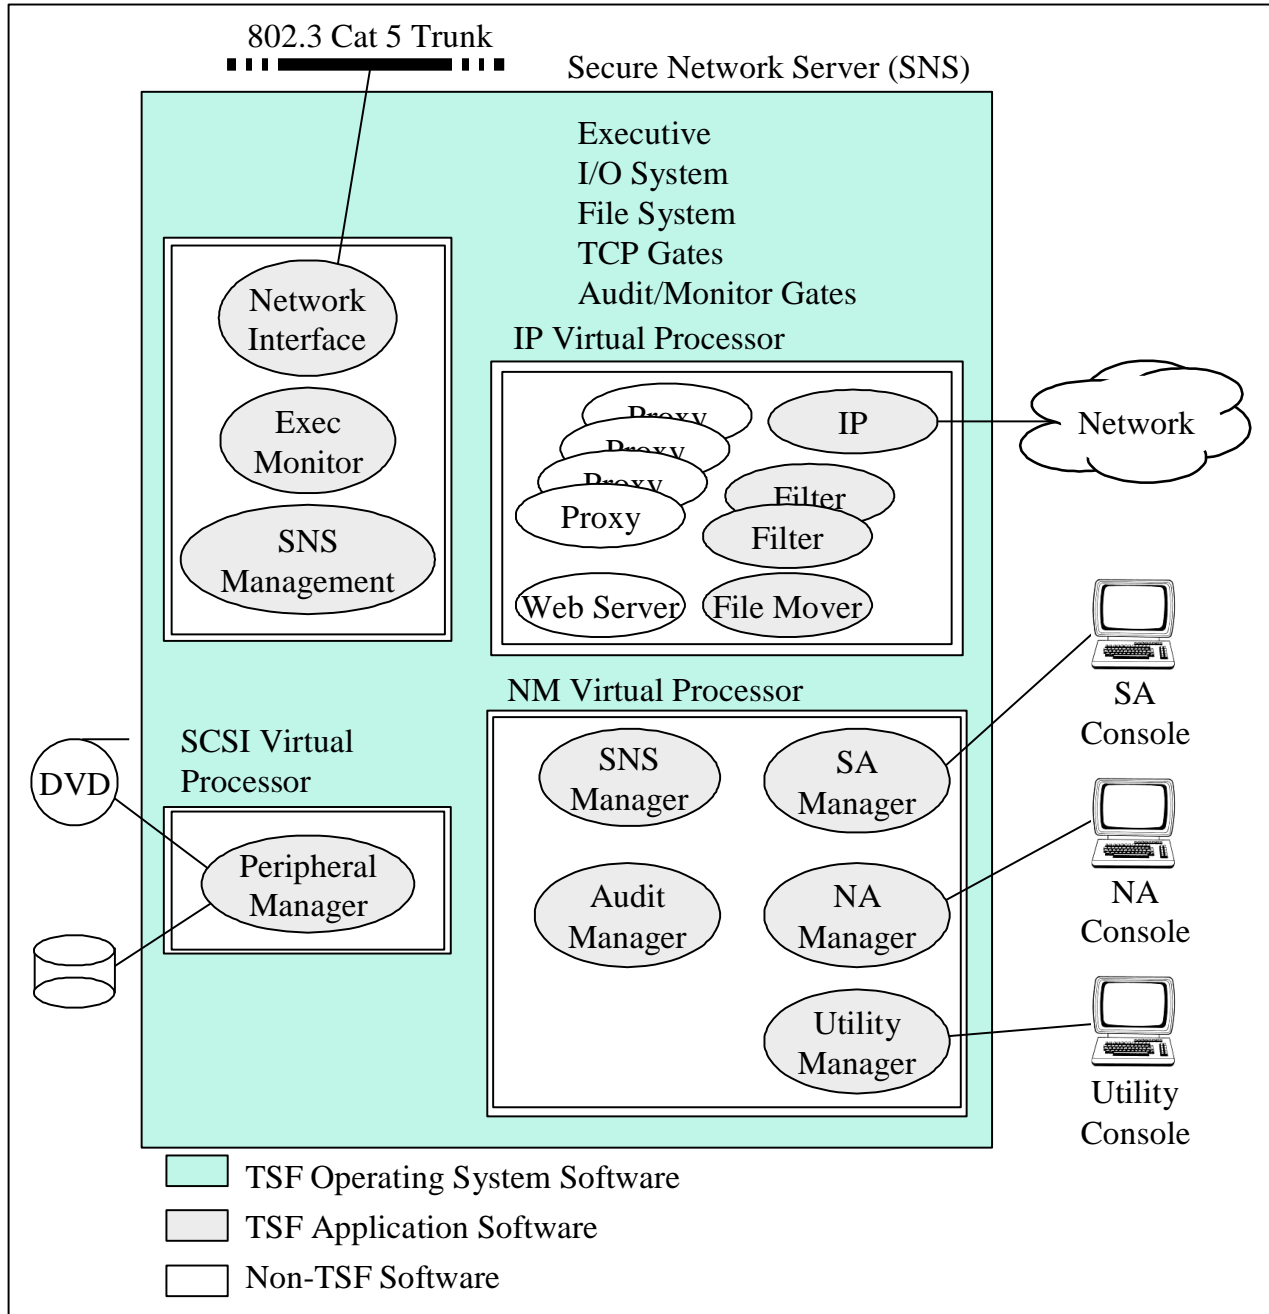 802.3 Cat 5 Trunk
Secure Network Server (SNS)
Executive
I/O System
File System
TCP Gates
Audit/Monitor Gates
Network
Interface
Exec
Monitor
SNS
Management
IP Virtual Processor
Proxy
Proxy
Proxy
Proxy
IP
Filter
Filter
Web Server
File Mover
Network
SCSI Virtual
Processor
Peripheral
Manager
DVD
NM Virtual Processor
SNS
Manager
SA
Manager
Audit
Manager
NA
Manager
Utility
Manager
SA
Console
NA
Console
Utility
Console
TSF Operating System Software
TSF Application Software
Non-TSF Software